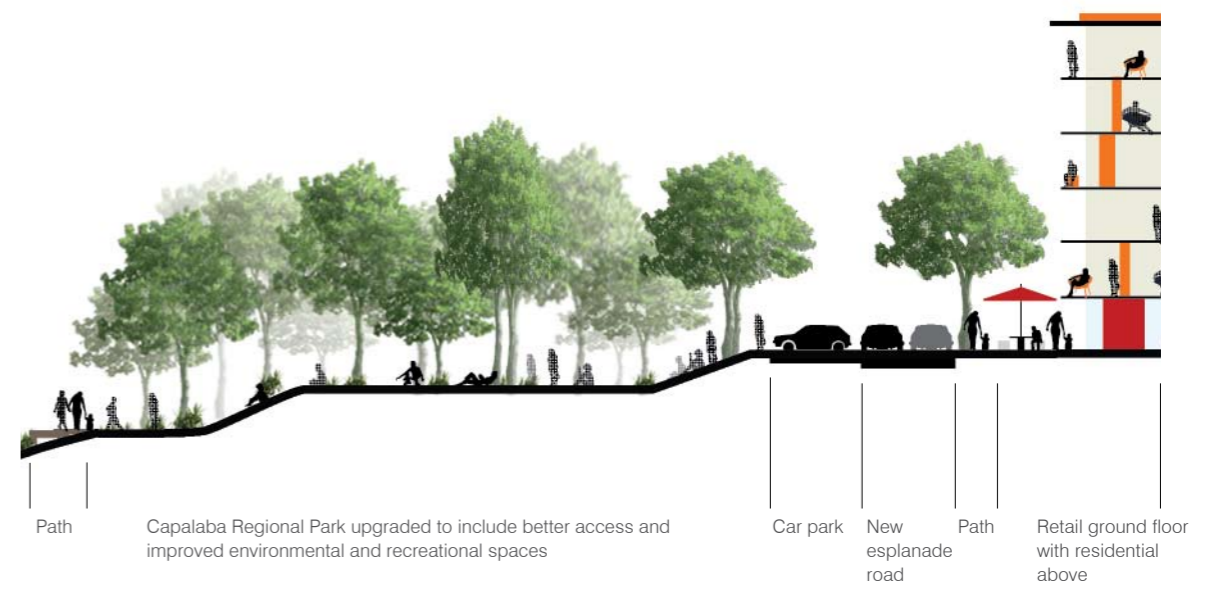 Path
Capalaba Regional Park upgraded to include better access and
improved environmental and recreational spaces
Car park
New
esplanade
road
Path
Retail ground floor
with residential
above